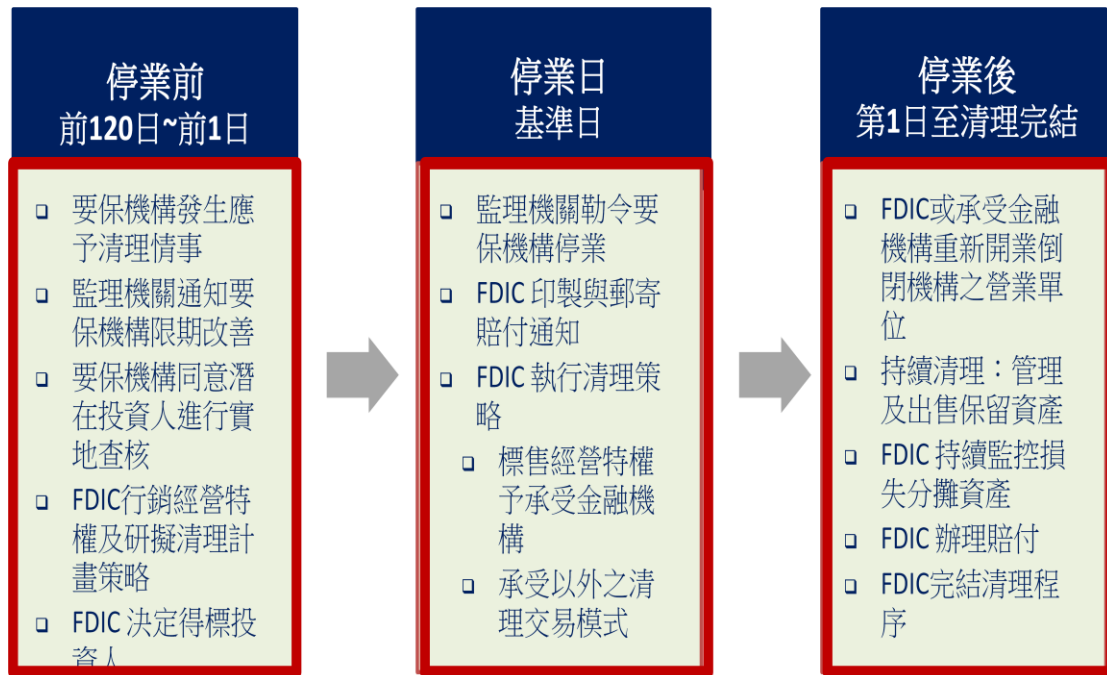 停業前
前120日~前1日
❑ 要保機構發生應
予清理情事
❑ 監理機關通知要
保機構限期改善
❑ 要保機構同意潛
在投資人進行實
地查核
❑ FDIC行銷經營特
權及研擬清理計
畫策略
❑ FDIC 決定得標投
資人
停業日
基準日
❑ 監理機關勒令要
保機構停業
❑ FDIC 印製與郵寄
賠付通知
❑ FDIC 執行清理策
略
❑ 標售經營特權
予承受金融機
構
❑ 承受以外之清
理交易模式
停業後
第1日至清理完結
❑ FDIC或承受金融
機構重新開業倒
閉機構之營業單
位
❑ 持續清理：管理
及出售保留資產
❑ FDIC 持續監控損
失分攤資產
❑ FDIC 辦理賠付
❑ FDIC完結清理程
序